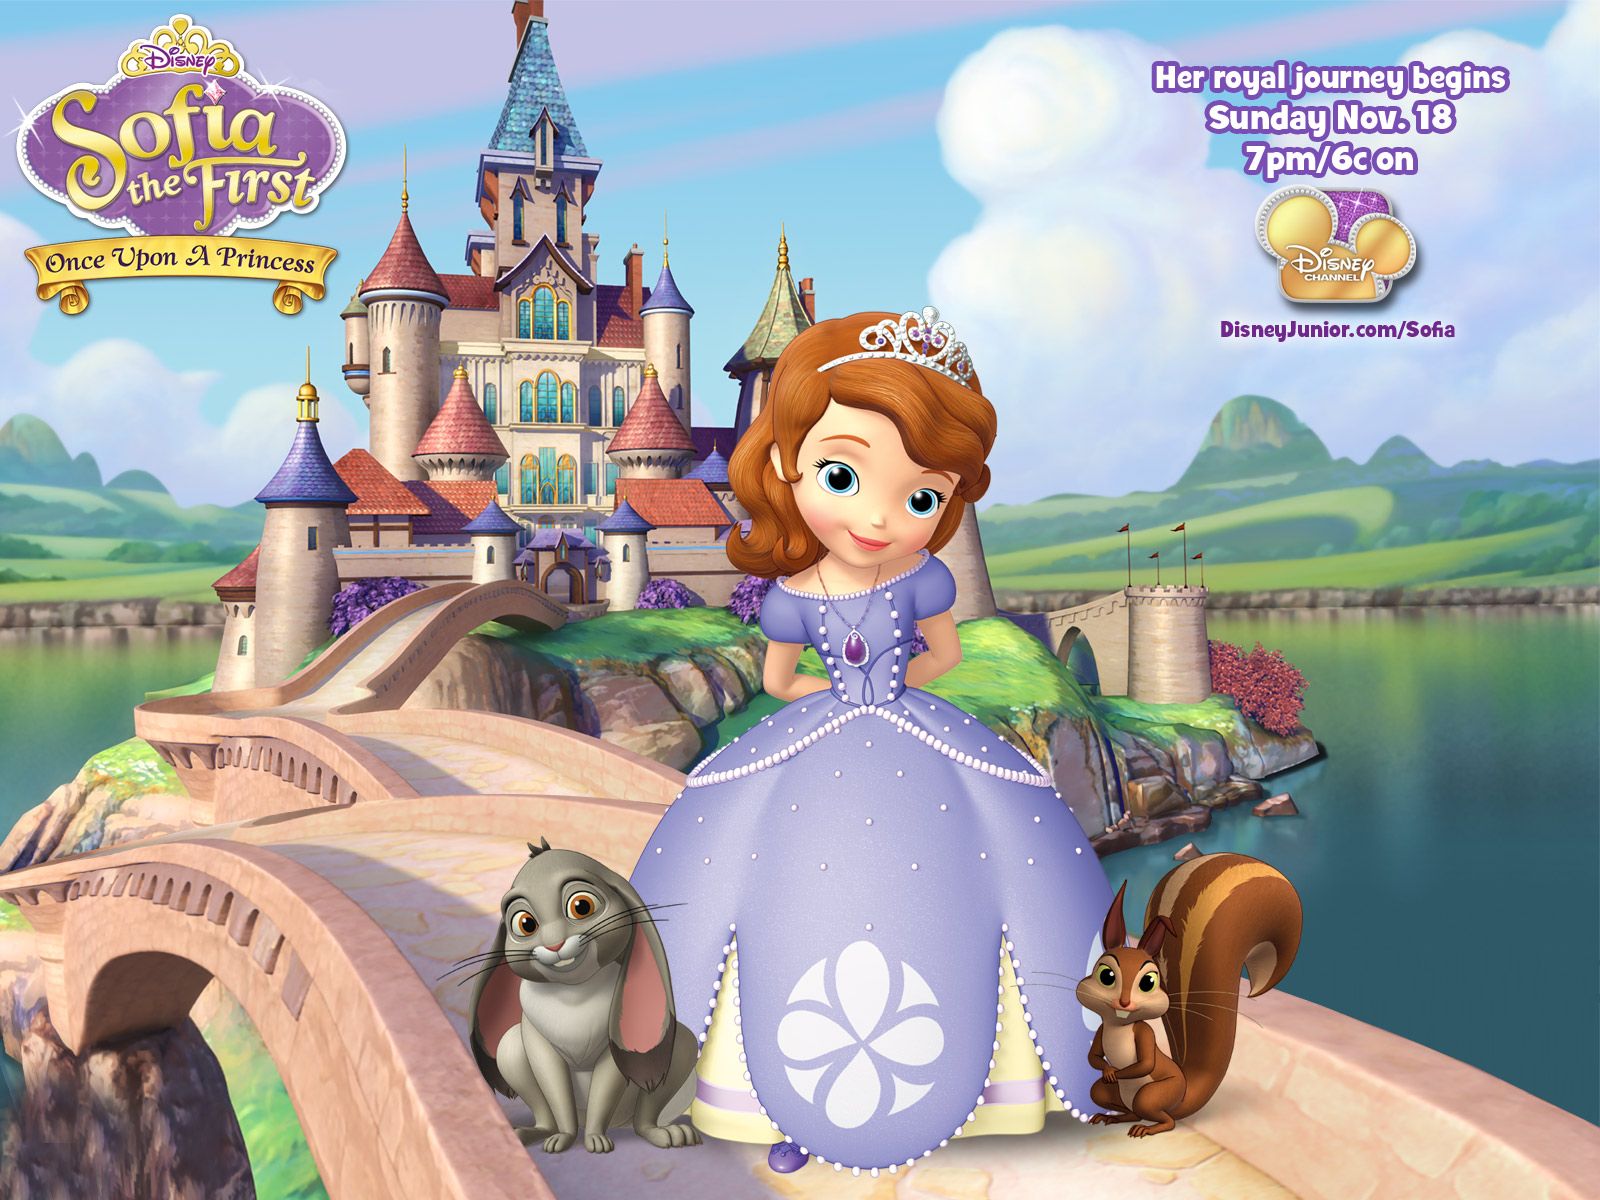 Disney
Sofia
the First
Once Upon A Princess
Her royal journey begins
Sunday Nov. 18
7pm/6c on
Disney
CHANNEL
DisneyJunior.com/Sofia